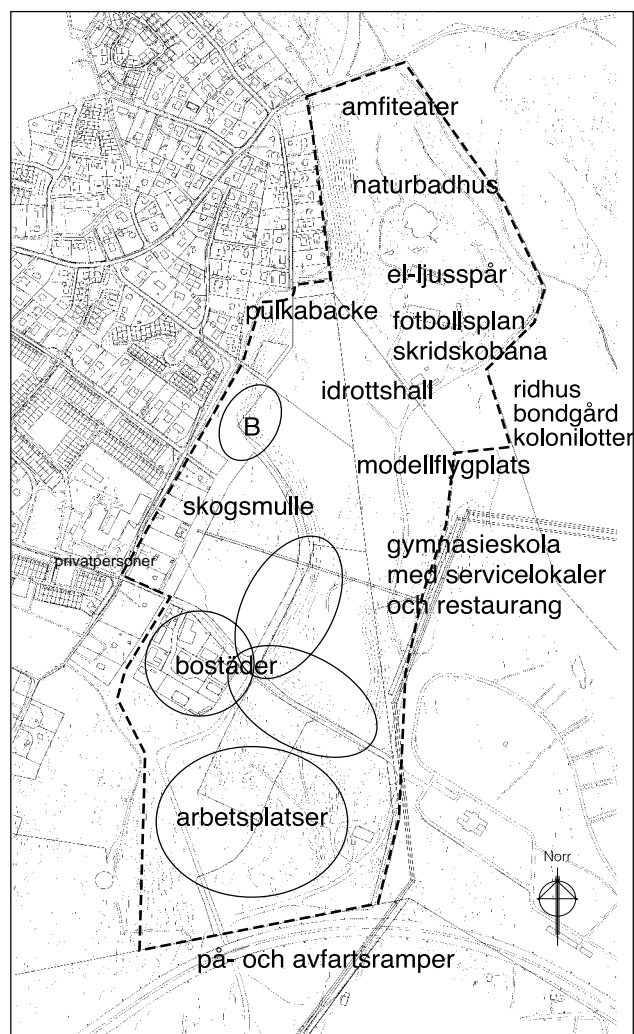 amfiteater
naturbadhus
el-ljusspår
pulkabacke
fotbollsplan
skridskobana
idrottshall
ridhus
bondgård
kolonilotter
B
modellflygplats
skogsmulle
gymnasieskola
med servicelokaler
och restaurang
privatpersoner
bostäder
arbetsplatser
Norr
på- och avfartsramper